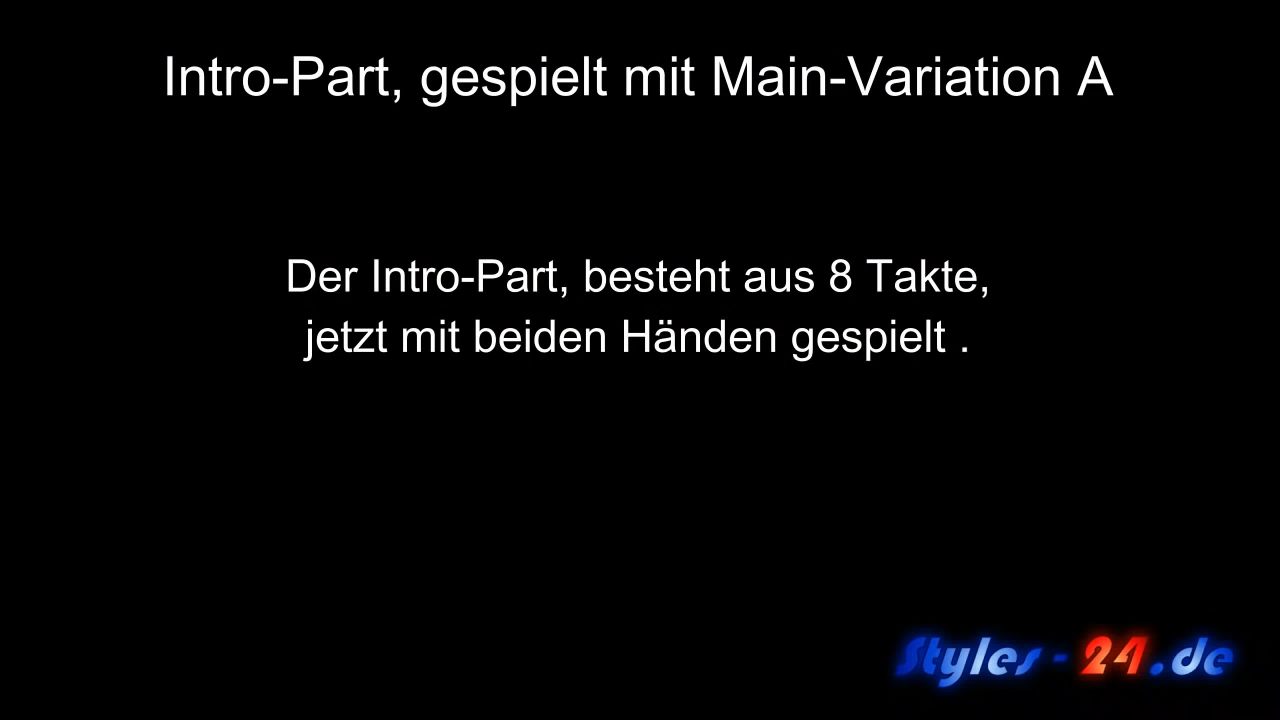 Intro-Part, gespielt mit Main-Variation A
Der Intro-Part, besteht aus 8 Takte,
jetzt mit beiden Händen gespielt .
Styles - 24.de